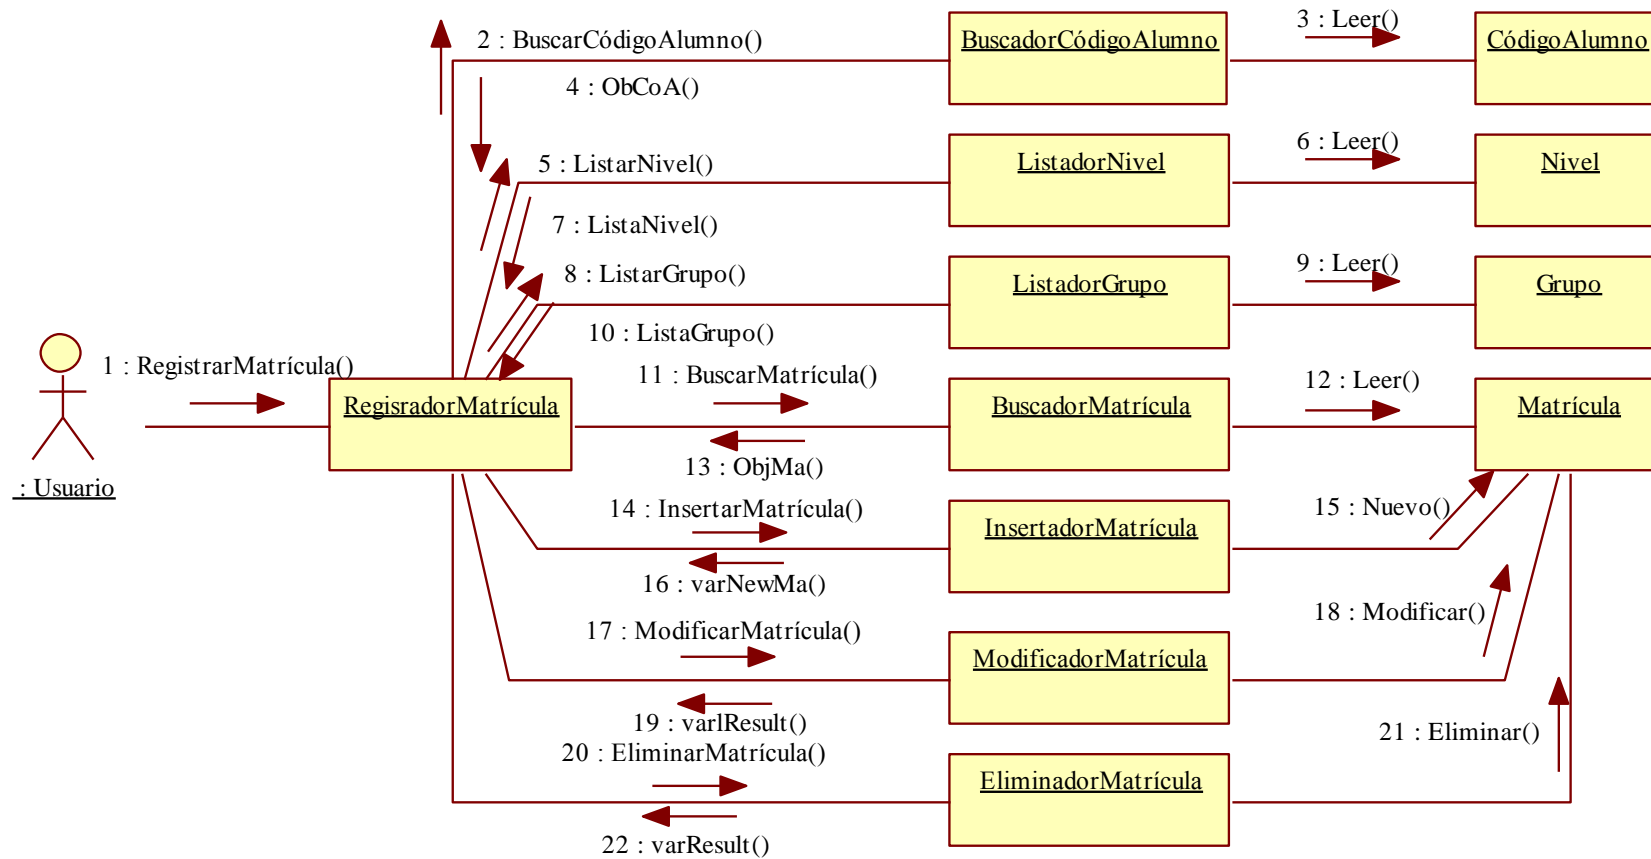 2 : BuscarCódigoAlumno()
BuscadorCódigoAlumno
3 : Leer()
CódigoAlumno
4 : ObCoA()
5 : ListarNivel()
ListadorNivel
6 : Leer()
Nivel
7 : ListaNivel()
8 : ListarGrupo()
ListadorGrupo
9 : Leer()
Grupo
10 : ListaGrupo()
1 : RegistrarMatrícula()
RegisradorMatrícula
11 : BuscarMatrícula()
BuscadorMatrícula
12 : Leer()
Matrícula
13 : ObjMa()
: Usuario
14 : InsertarMatrícula()
InsertadorMatrícula
15 : Nuevo()
16 : varNewMa()
17 : ModificarMatrícula()
ModificadorMatrícula
18 : Modificar()
19 : varlResult()
20 : EliminarMatrícula()
EliminadorMatrícula
21 : Eliminar()
22 : varResult()